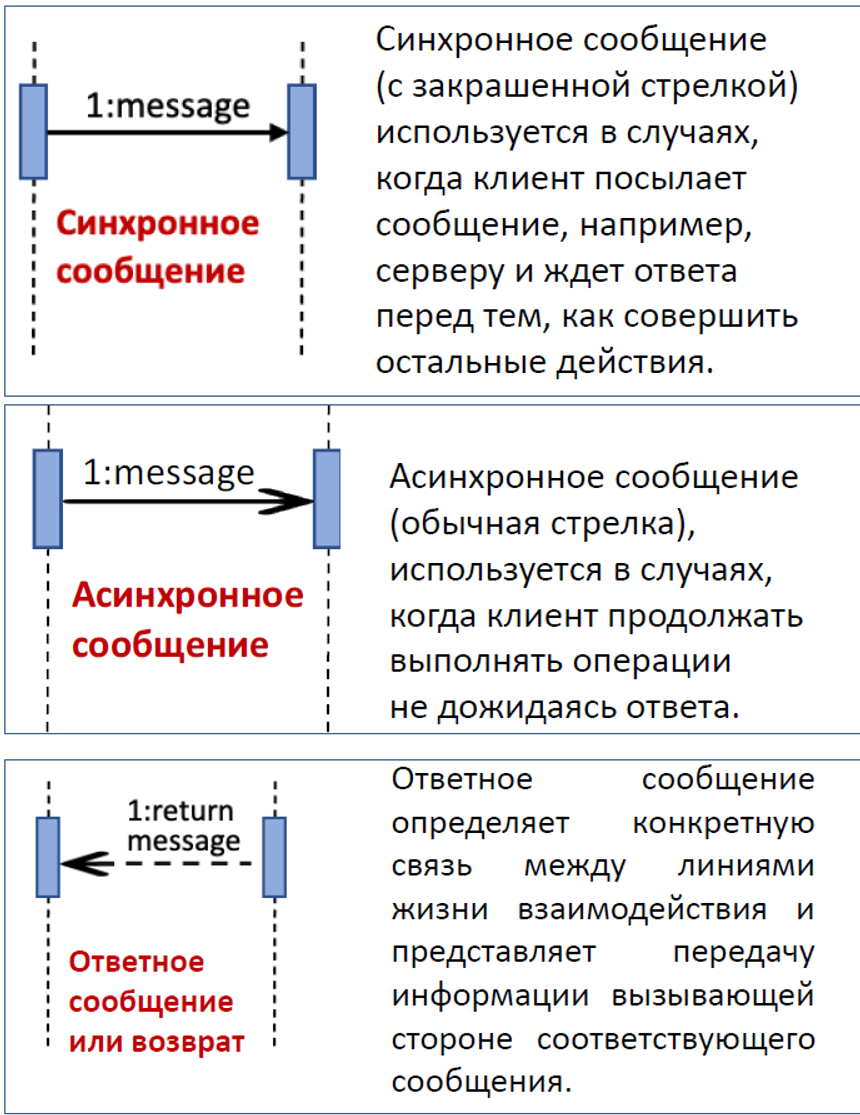 1:message
Синхронное
сообщение
Синхронное сообщение
(с закрашенной стрелкой)
используется в случаях,
когда клиент посылает
сообщение, например,
серверу и ждет ответа
перед тем, как совершить
остальные действия.
1:message
Асинхронное
сообщение
Асинхронное сообщение
(обычная стрелка),
используется в случаях,
когда клиент продолжать
выполнять операции
не дожидаясь ответа.
1:return
message
Ответное
сообщение
или возврат
Ответное сообщение
определяет конкретную
связь между линиями
жизни взаимодействия и
представляет передачу
информации вызывающей
стороне соответствующего
сообщения.